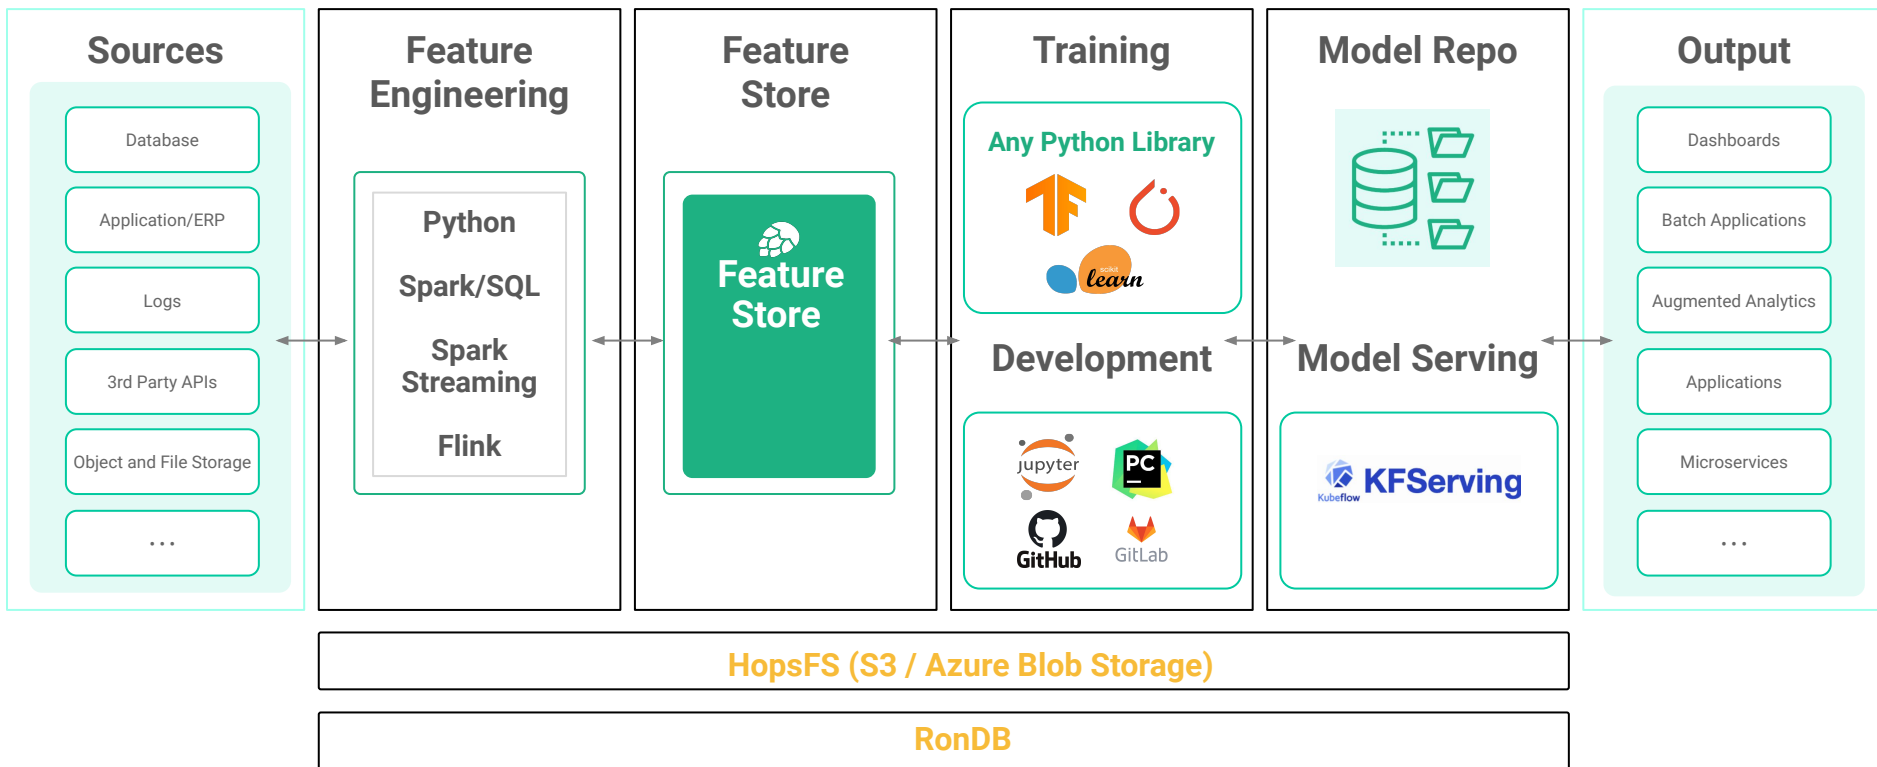 Sources
Database
Application/ERP
Logs
3rd Party APIs
Object and File Storage
...
Feature
Engineering
Python
Spark/SQL
Spark
Streaming
Flink
Feature
Store
Feature
Store
Training
Any Python Library
scikit
learn
Development
jupyter
PC
GitHub
GitLab
Model Repo
Model Serving
Kubeflow
KFServing
Output
Dashboards
Batch Applications
Augmented Analytics
Applications
Microservices
...
HopsFS (S3 / Azure Blob Storage)
RonDB